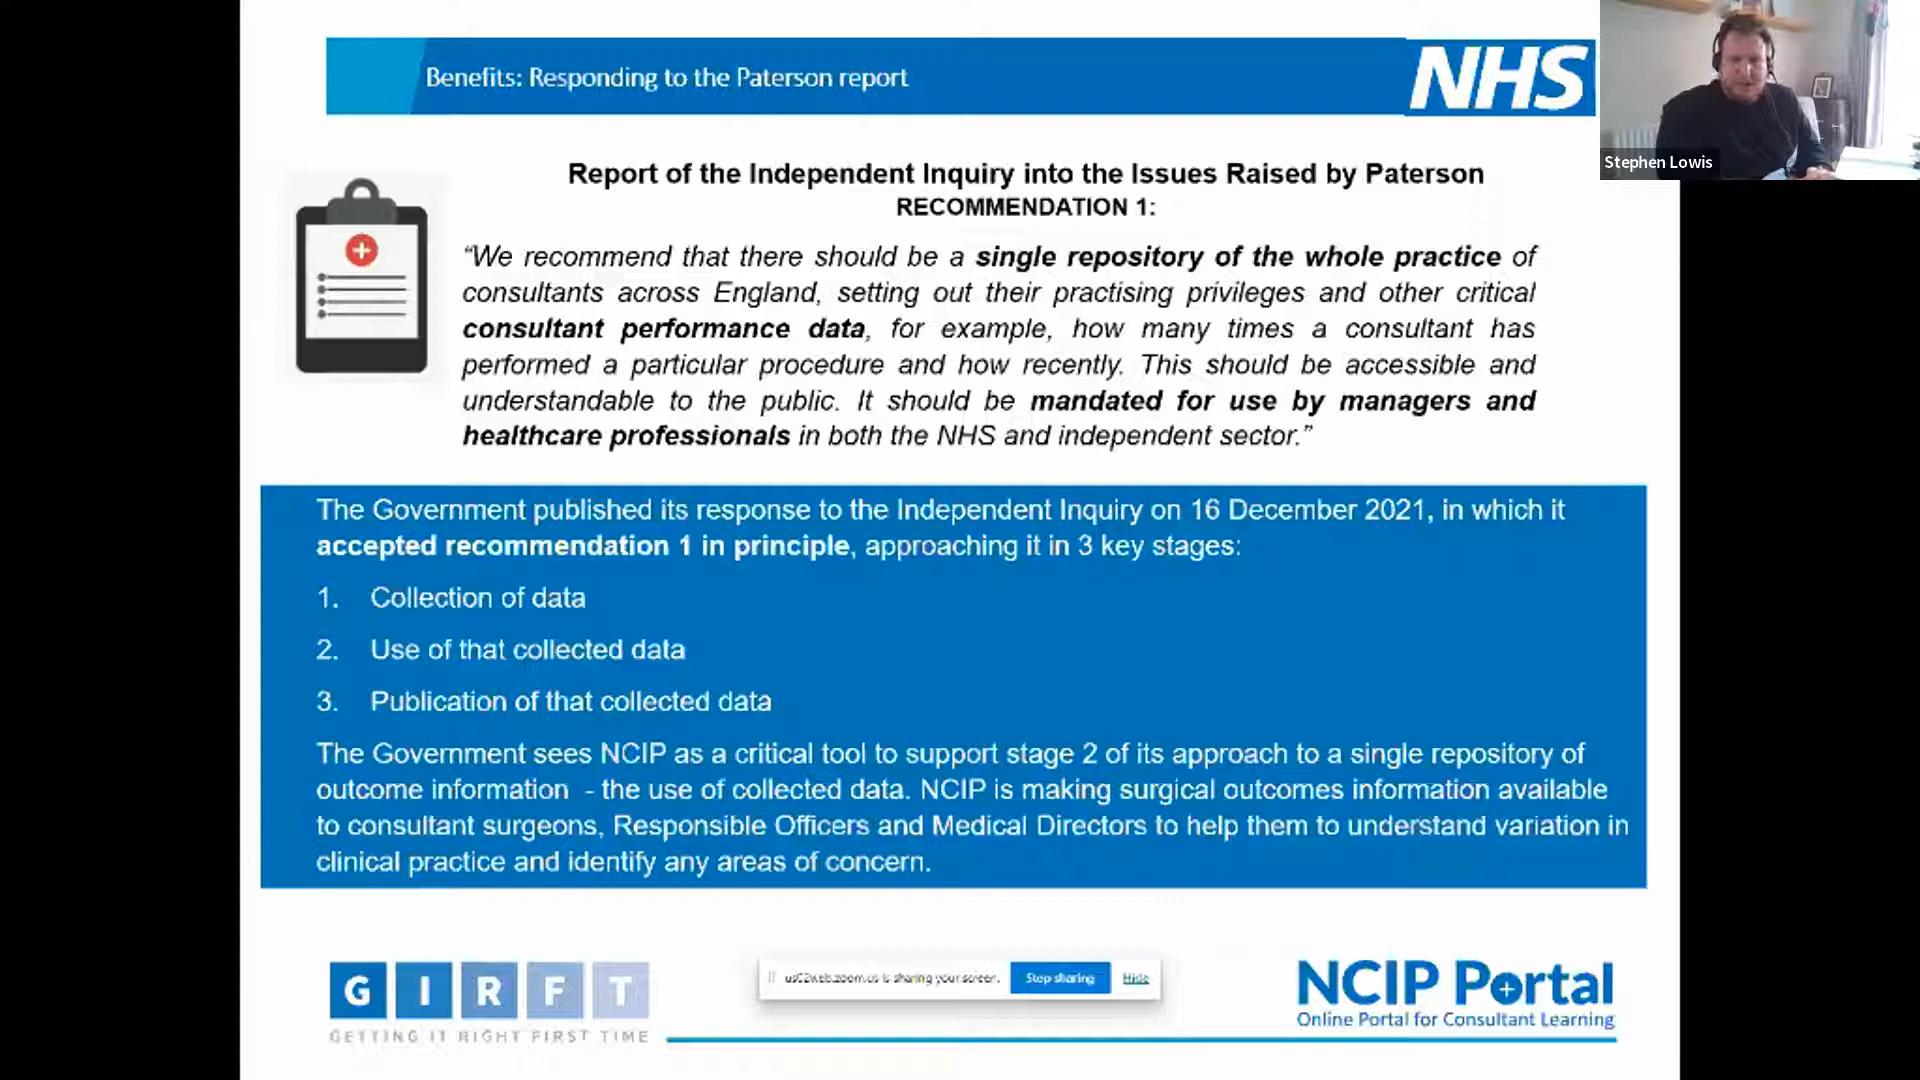 Benefits: Responding to the Paterson report
NHS
Stephen Lowis
Report of the Independent Inquiry into the Issues Raised by Paterson
RECOMMENDATION 1:
“We recommend that there should be a single repository of the whole practice of
consultants across England, setting out their practising privileges and other critical
consultant performance data, for example, how many times a consultant has
performed a particular procedure and how recently. This should be accessible and
understandable to the public. It should be mandated for use by managers and
healthcare professionals in both the NHS and independent sector.”
The Government published its response to the Independent Inquiry on 16 December 2021, in which it
accepted recommendation 1 in principle, approaching it in 3 key stages:
1. Collection of data
2. Use of that collected data
3. Publication of that collected data
The Government sees NCIP as a critical tool to support stage 2 of its approach to a single repository of
outcome information - the use of collected data. NCIP is making surgical outcomes information available
to consultant surgeons, Responsible Officers and Medical Directors to help them to understand variation in
clinical practice and identify any areas of concern.
GIRFT
GETTING IT RIGHT FIRST TIME
us02web.zoom.us is sharing your screen. Stop sharing Hide
NCIP Portal
Online Portal for Consultant Learning